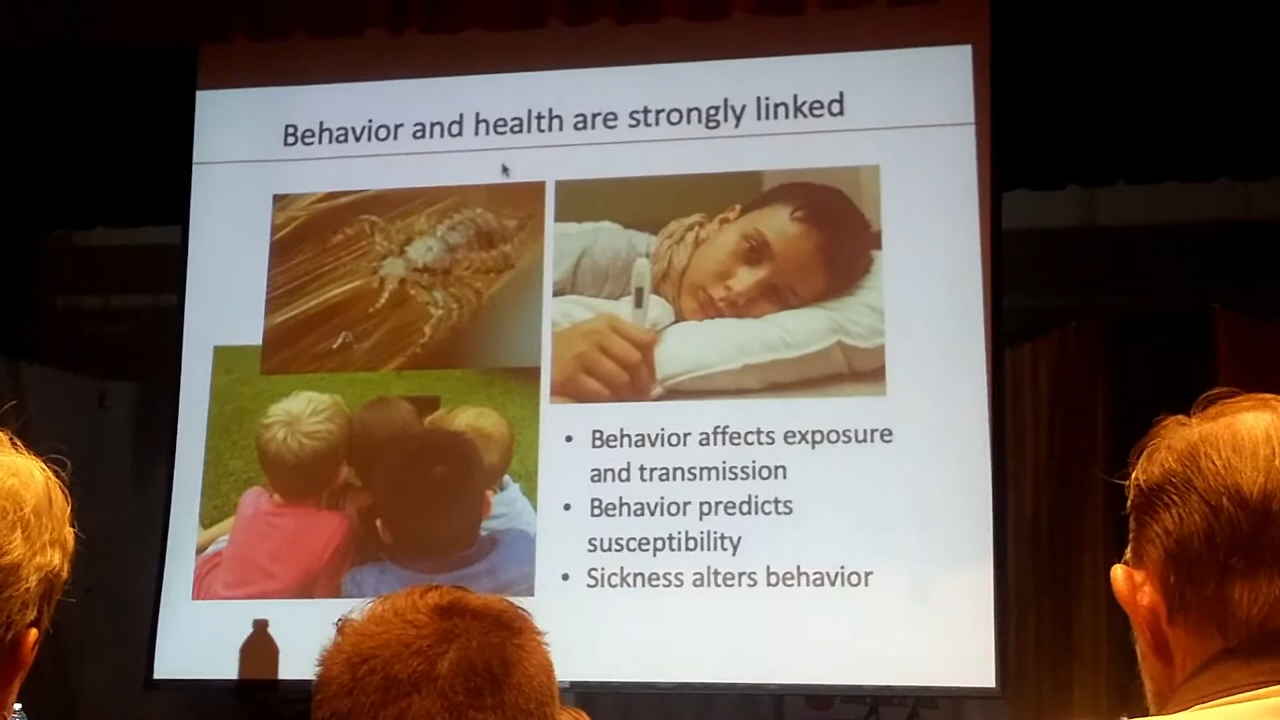 Behavior and health are strongly linked
• Behavior affects exposure
and transmission
• Behavior predicts
susceptibility
• Sickness alters behavior